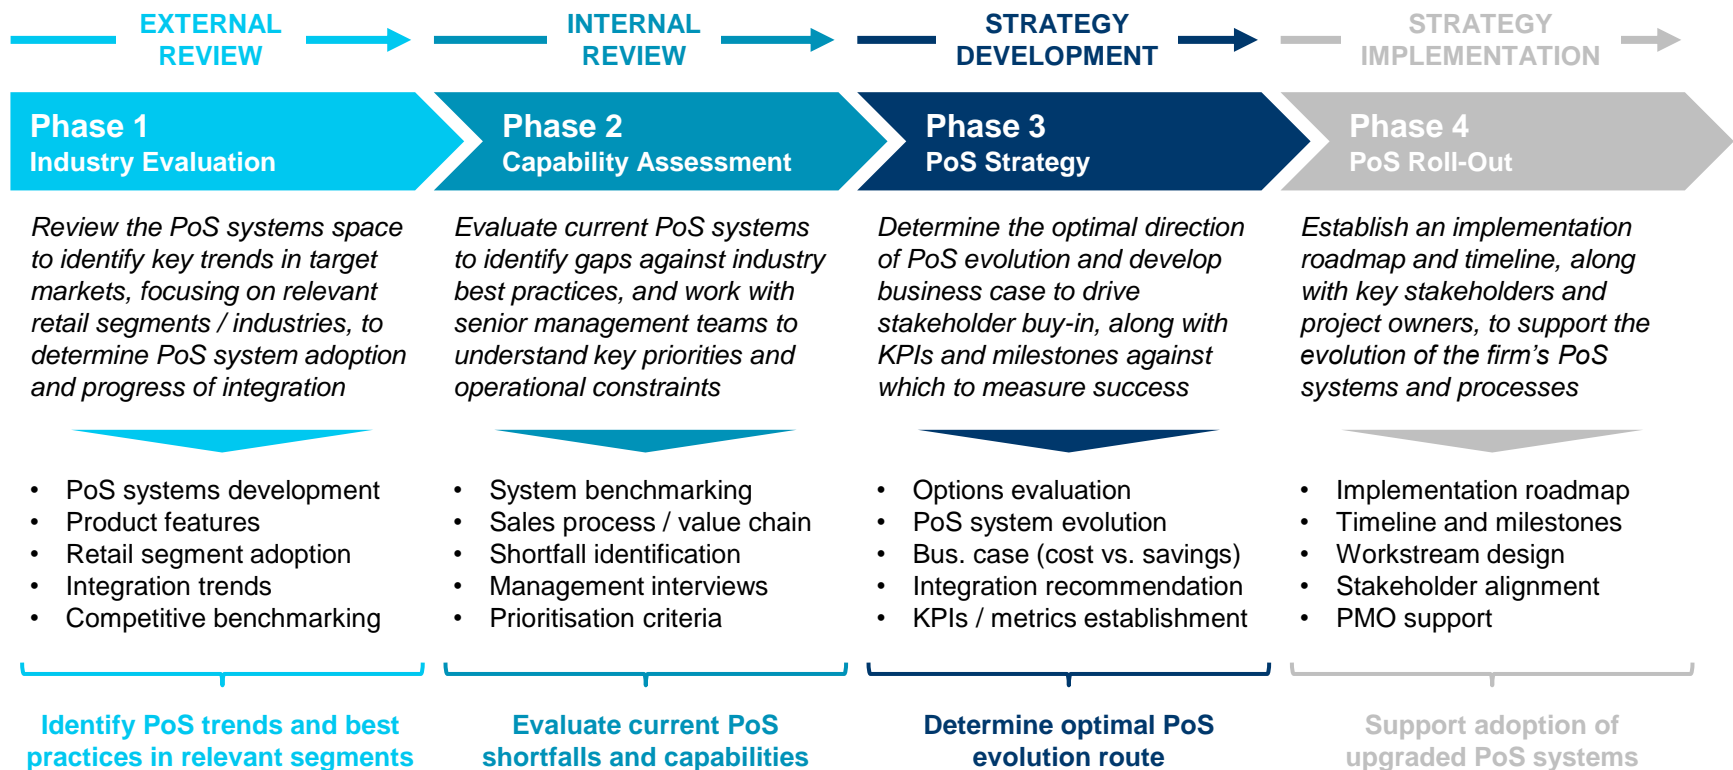 EXTERNAL
REVIEW
INTERNAL
REVIEW
STRATEGY
DEVELOPMENT
STRATEGY
IMPLEMENTATION
Phase 1
Industry Evaluation
Phase 2
Capability Assessment
Phase 3
PoS Strategy
Phase 4
PoS Roll-Out
Review the PoS systems space
to identify key trends in target
markets, focusing on relevant
retail segments / industries, to
determine PoS system adoption
and progress of integration
Evaluate current PoS systems
to identify gaps against industry
best practices, and work with
senior management teams to
understand key priorities and
operational constraints
Determine the optimal direction
of PoS evolution and develop
business case to drive
stakeholder buy-in, along with
KPIs and milestones against
which to measure success
Establish an implementation
roadmap and timeline, along
with key stakeholders and
project owners, to support the
evolution of the firm’s PoS
systems and processes
• PoS systems development
• Product features
• Retail segment adoption
• Integration trends
• Competitive benchmarking
• System benchmarking
• Sales process / value chain
• Shortfall identification
• Management interviews
• Prioritisation criteria
• Options evaluation
• PoS system evolution
• Bus. case (cost vs. savings)
• Integration recommendation
• KPIs / metrics establishment
• Implementation roadmap
• Timeline and milestones
• Workstream design
• Stakeholder alignment
• PMO support
Identify PoS trends and best
practices in relevant segments
Evaluate current PoS
shortfalls and capabilities
Determine optimal PoS
evolution route
Support adoption of
upgraded PoS systems